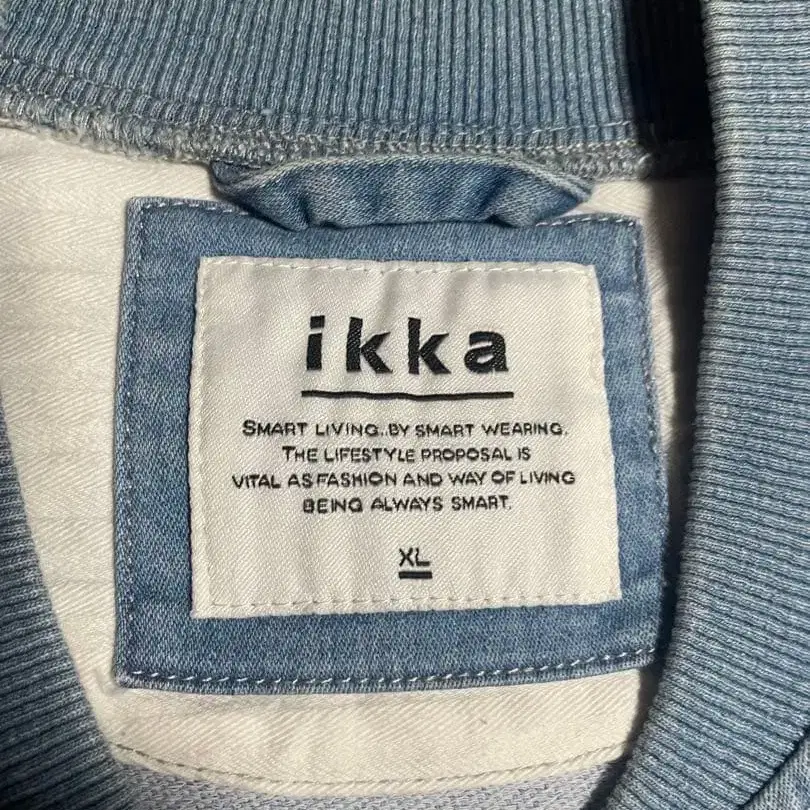 ikka
SMART LIVING..BY SMART WEARING.
THE LIFESTYLE PROPOSAL IS
VITAL AS FASHION AND WAY OF LIVING
BEING ALWAYS SMART.
XL